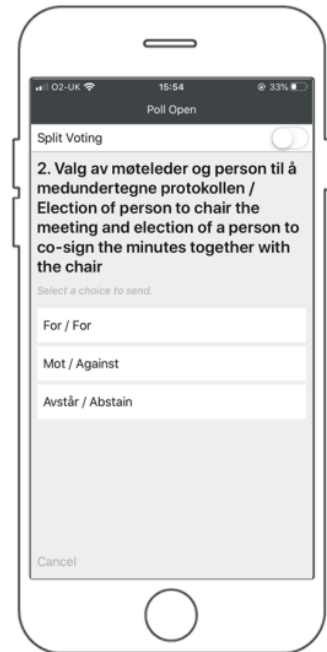 O2-UK 15:54 33%
Poll Open
Split Voting
2. Valg av møteleder og person til å
medundertegne protokollen /
Election of person to chair the
meeting and election of a person to
co-sign the minutes together with
the chair
Select a choice to send.
For / For
Mot / Against
Avstår / Abstain
Cancel